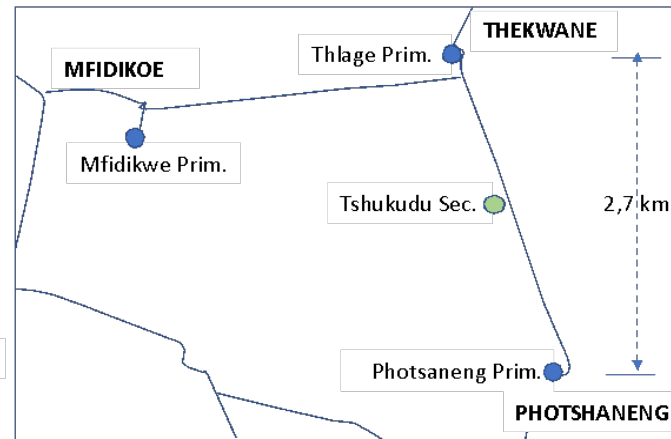 THEKWANE
Thlage Prim.
MFIDIKOE
Mfidikwe Prim.
Tshukudu Sec.
2,7 km
Photsaneng Prim.
PHOTSHANENG